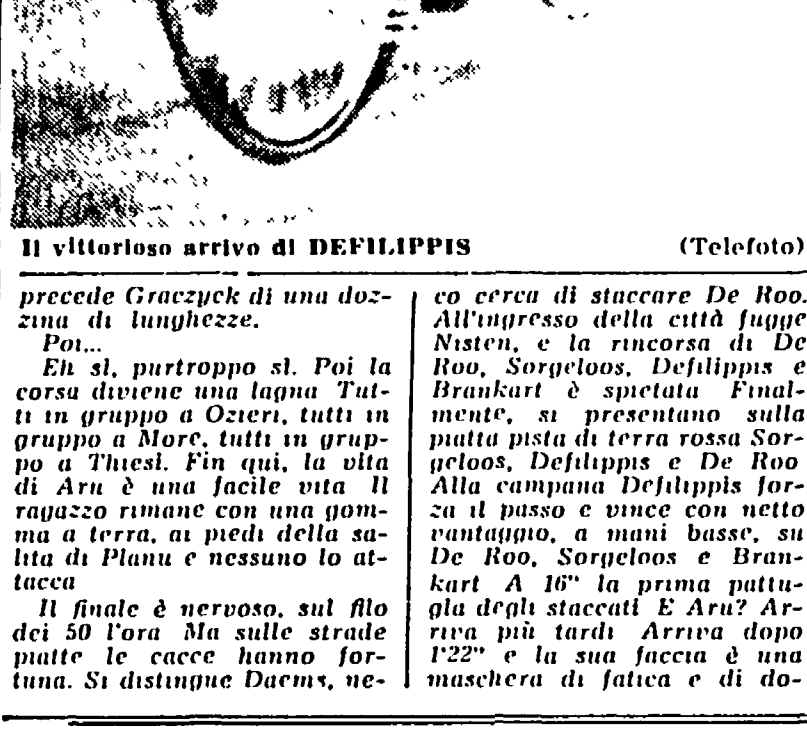 Il vittorioso arrivo di DEFILIPPIS (Telefoto)
precede Graczyck di una doz-
zina di lunghezze.
Poi...
Eh sì, purtroppo sì. Poi la
corsa diviene una lagna Tut-
ti in gruppo a Ozieri, tutti in
gruppo a More, tutti in grup-
po a Thiesi. Fin qui, la vita
di Aru è una facile vita Il
ragazzo rimane con una gom-
ma a terra, ai piedi della sa-
lita di Planu e nessuno lo at-
tacca
Il finale è nervoso, sul filo
dei 50 l'ora Ma sulle strade
piatte le cacce hanno for-
tuna. Si distingue Daems, ne-
co cerca di staccare De Roo.
All'ingresso della città fugge
Nisten, e la rincorsa di De
Roo, Sorgeloos, Defilippis e
Brankart è spietata Final-
mente, si presentano sulla
piatta pista di terra rossa Sor-
geloos, Defilippis e De Roo
Alla campana Defilippis for-
za il passo e vince con netto
vantaggio, a mani basse, su
De Roo, Sorgeloos e Bran-
kart A 16" la prima pattu-
glia degli staccati E Aru? Ar-
riva più tardi Arriva dopo
1'22" e la sua faccia è una
maschera di fatica e di do-